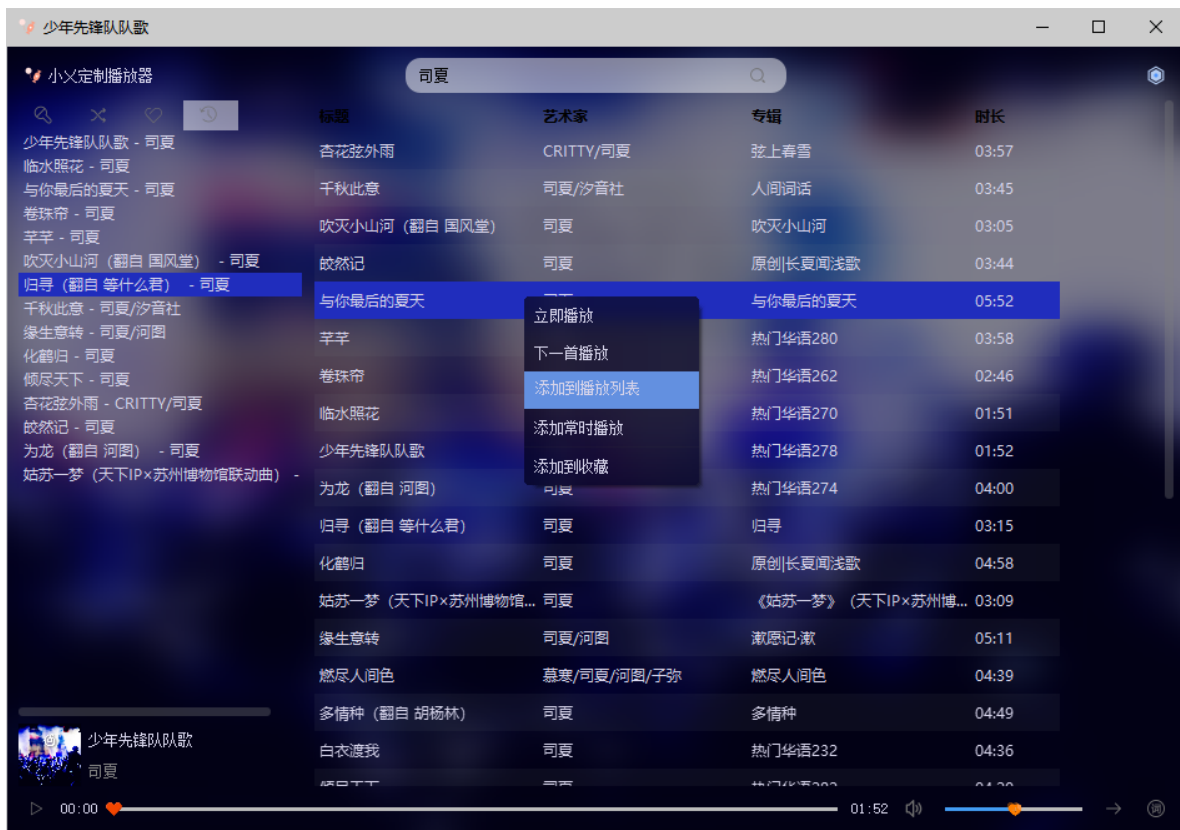 少年先锋队队歌
小乂定制播放器
司夏
标题 艺术家 专辑 时长
少年先锋队队歌 - 司夏
临水照花 - 司夏
与你最后的夏天 - 司夏
卷珠帘 - 司夏
芊芊 - 司夏
吹灭小山河（翻自 国风堂） - 司夏
归寻（翻自 等什么君） - 司夏
千秋此意 - 司夏/汐音社
缘生意转 - 司夏/河图
化鹤归 - 司夏
倾尽天下 - 司夏
杏花弦外雨 - CRITTY/司夏
皎然记 - 司夏
为龙（翻自 河图） - 司夏
姑苏一梦（天下IP×苏州博物馆联动曲） -
杏花弦外雨 CRITTY/司夏 弦上春雪 03:57
千秋此意 司夏/汐音社 人间词话 03:45
吹灭小山河（翻自 国风堂） 司夏 吹灭小山河 03:05
皎然记 司夏 原创|长夏闻浅歌 03:44
与你最后的夏天 与你最后的夏天 05:52
芊芊 热门华语280 03:58
卷珠帘 热门华语262 02:46
临水照花 热门华语270 01:51
少年先锋队队歌 热门华语278 01:52
为龙（翻自 河图） 司夏 热门华语274 04:00
归寻（翻自 等什么君） 司夏 归寻 03:15
化鹤归 司夏 原创|长夏闻浅歌 04:58
姑苏一梦（天下IP×苏州博物馆... 司夏 《姑苏一梦》（天下IP×苏州博... 03:09
缘生意转 司夏/河图 漱愿记·漱 05:11
燃尽人间色 慕寒/司夏/河图/子弥 燃尽人间色 04:39
多情种（翻自 胡杨林） 司夏 多情种 04:49
白衣渡我 司夏 热门华语232 04:36
立即播放
下一首播放
添加到播放列表
添加常时播放
添加到收藏
少年先锋队队歌
司夏
00:00 01:52 词